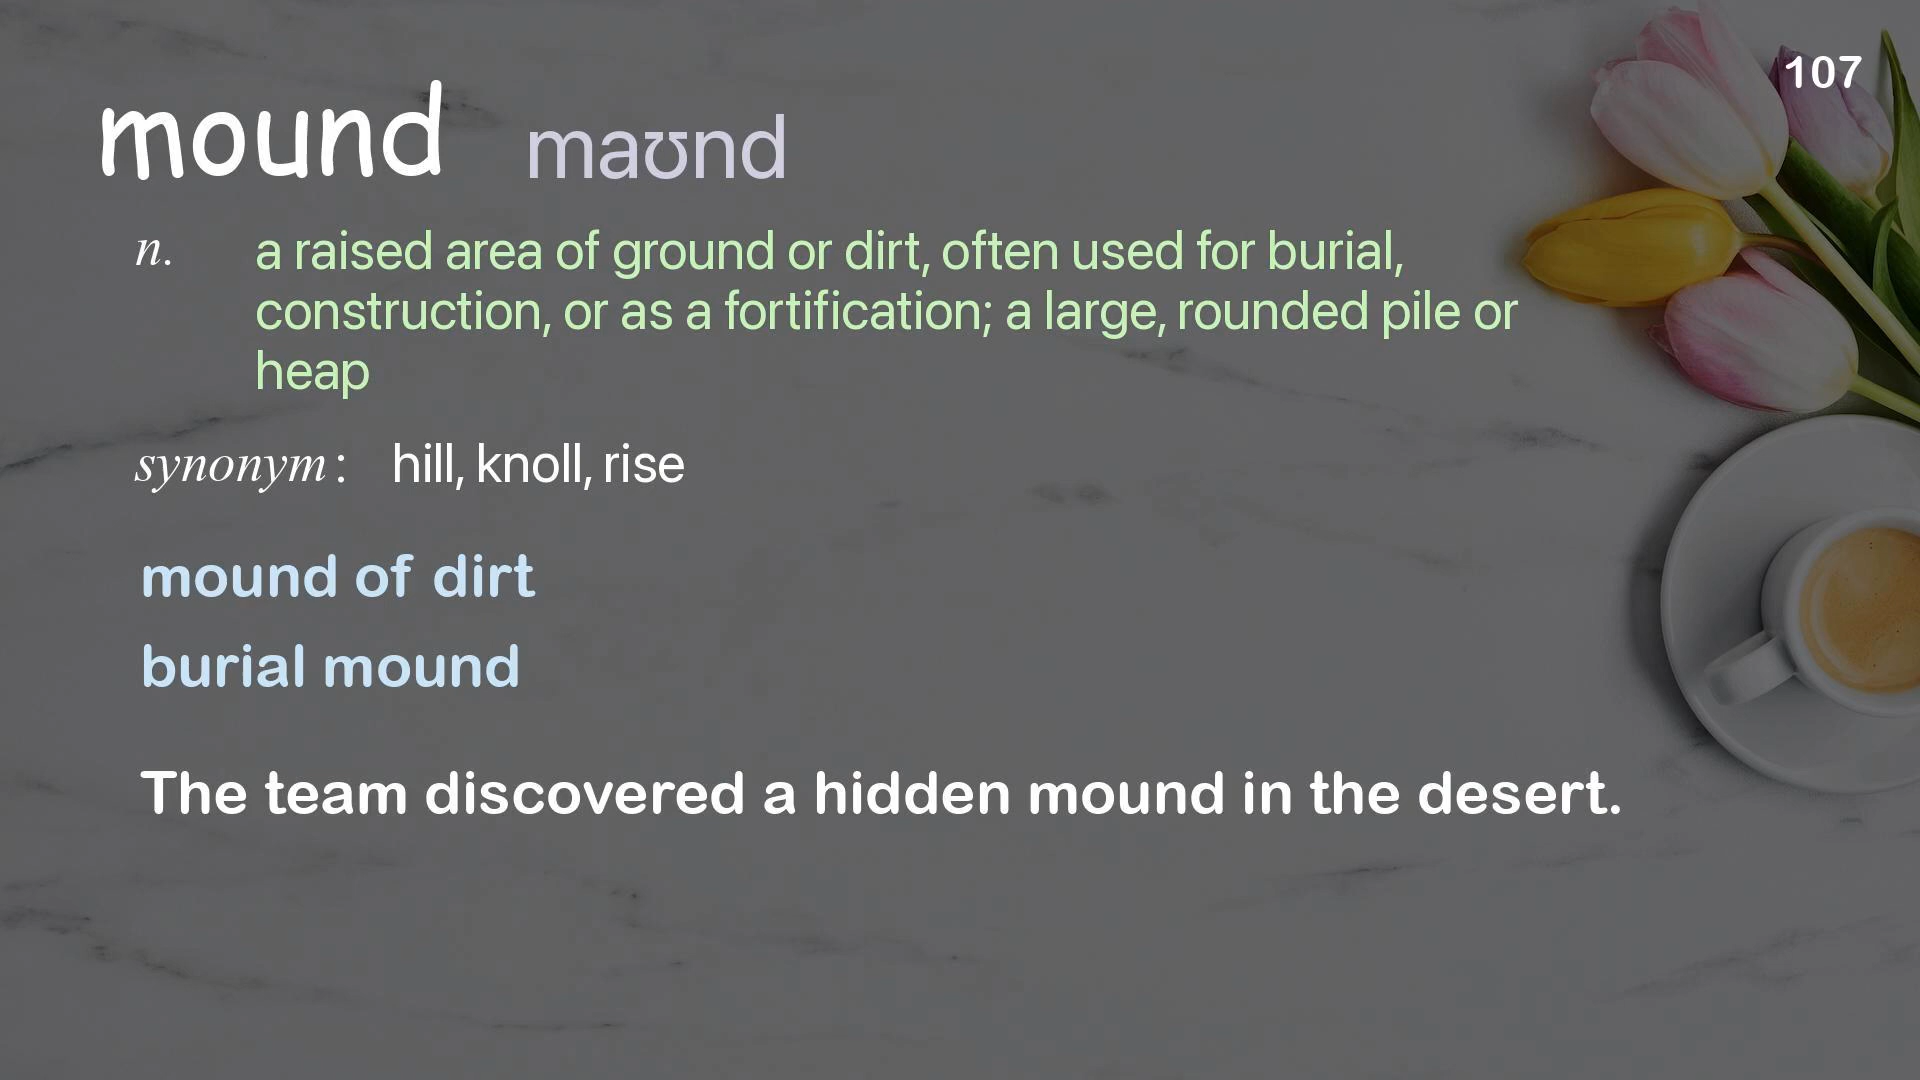 107
mound maʊnd
n. a raised area of ground or dirt, often used for burial,
construction, or as a fortification; a large, rounded pile or
heap
synonym: hill, knoll, rise
mound of dirt
burial mound
The team discovered a hidden mound in the desert.